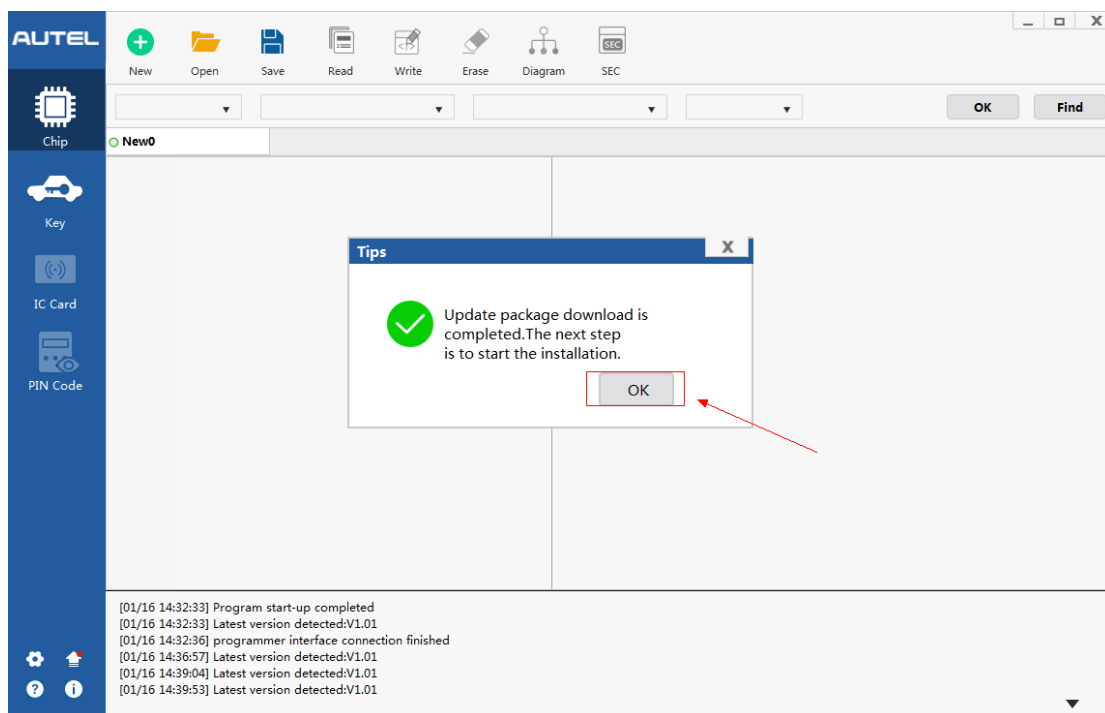 AUTEL
New
Open
Save
Read
Write
Erase
Diagram
SEC
SEC
OK
Find
Chip
New0
Key
IC Card
PIN Code
Tips
X
Update package download is
completed.The next step
is to start the installation.
OK
[01/16 14:32:33] Program start-up completed
[01/16 14:32:33] Latest version detected:V1.01
[01/16 14:32:36] programmer interface connection finished
[01/16 14:36:57] Latest version detected:V1.01
[01/16 14:39:04] Latest version detected:V1.01
[01/16 14:39:53] Latest version detected:V1.01